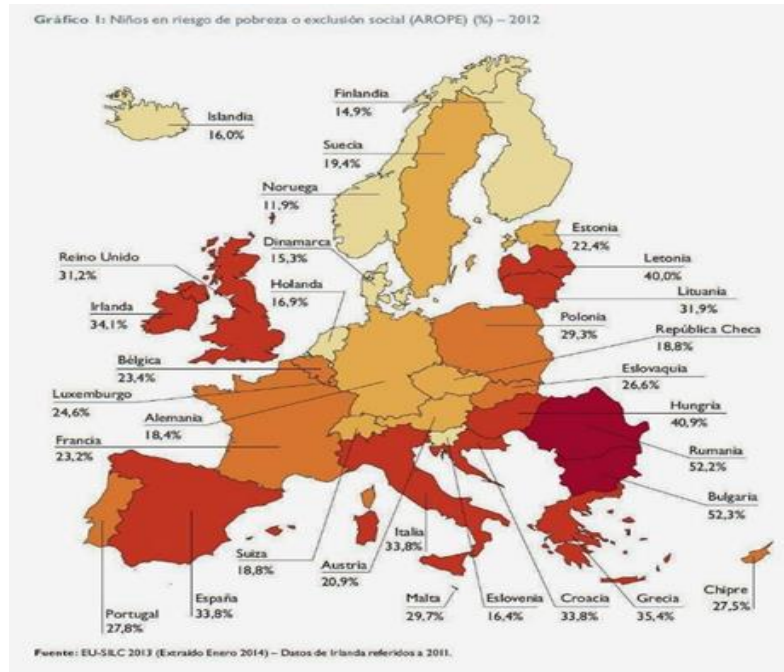 Gráfico 1: Niños en riesgo de pobreza o exclusión social (AROPE) (%) – 2012
Finlandia
14,9%
Islandia
16,0%
Suecia
19,4%
Noruega
11,9%
Estonia
22,4%
Dinamarca
15,3%
Reino Unido
31,2%
Letonia
40,0%
Holanda
16,9%
Lituania
31,9%
Irlanda
34,1%
Polonia
29,3%
República Checa
18,8%
Bélgica
23,4%
Eslovaquia
26,6%
Luxemburgo
24,6%
Hungría
40,9%
Alemania
18,4%
Francia
23,2%
Rumania
52,2%
Bulgaria
52,3%
Italia
33,8%
Suiza
18,8%
Austria
20,9%
Chipre
27,5%
España
33,8%
Malta
29,7%
Eslovenia
16,4%
Croacia
33,8%
Grecia
35,4%
Portugal
27,8%
Fuente: EU-SILC 2013 (Extraído Enero 2014) – Datos de Irlanda referidos a 2011.